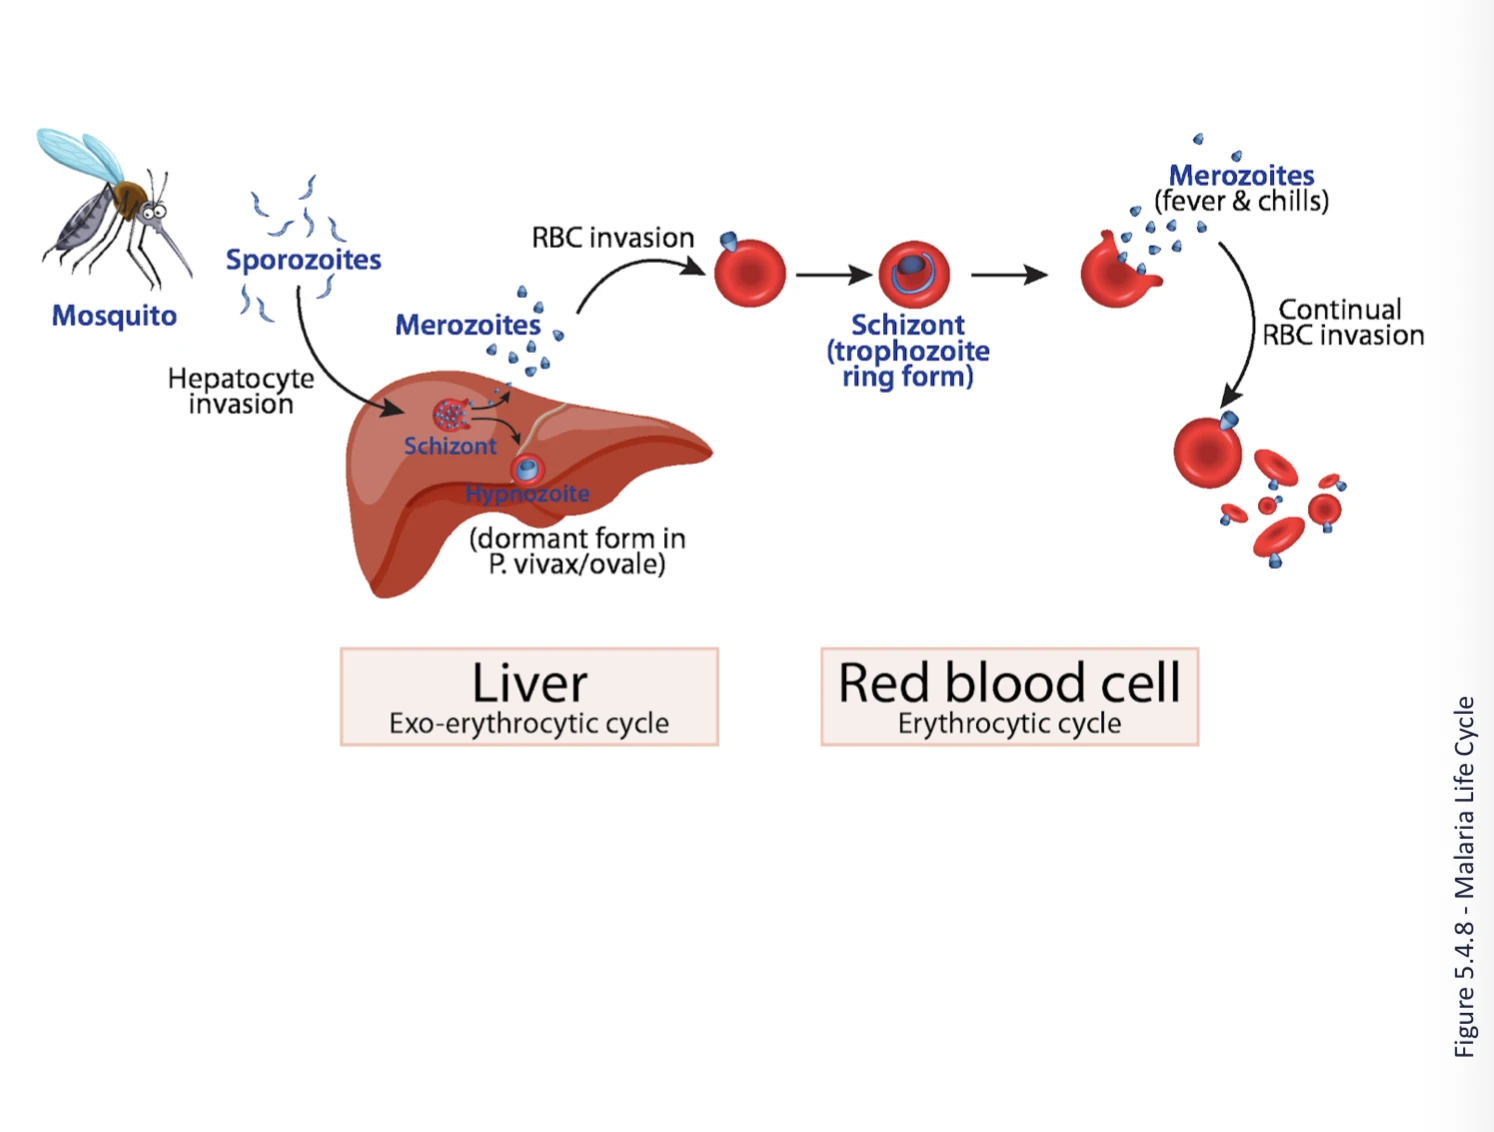 Mosquito
Sporozoites
Hepatocyte
invasion
Merozoites
Schizont
Hypnozoite
(dormant form in
P. vivax/ovale)
RBC invasion
Schizont
(trophozoite
ring form)
Merozoites
(fever & chills)
Continual
RBC invasion
Liver
Exo-erythrocytic cycle
Red blood cell
Erythrocytic cycle
Figure 5.4.8 - Malaria Life Cycle